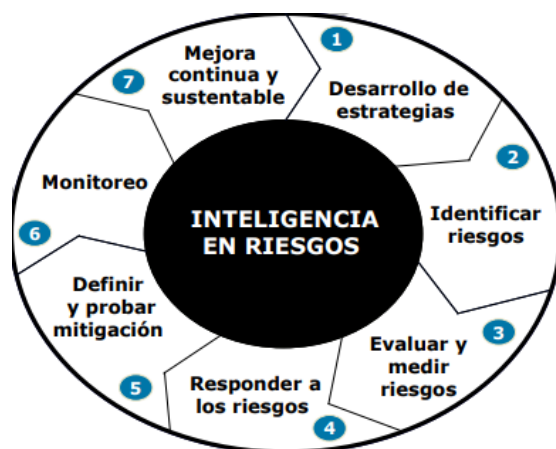 INTELIGENCIA
EN RIESGOS
1
Desarrollo de
estrategias
2
Identificar
riesgos
3
Evaluar y
medir
riesgos
4
Responder a
los riesgos
5
Definir
y probar
mitigación
6
Monitoreo
7
Mejora
continua y
sustentable